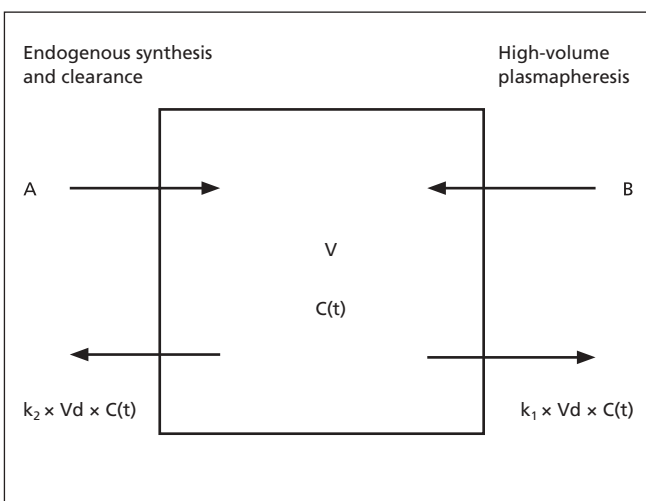 Endogenous synthesis
and clearance
High-volume
plasmapheresis
A
B
V
C(t)
k₂ × Vd × C(t)
k₁ × Vd × C(t)